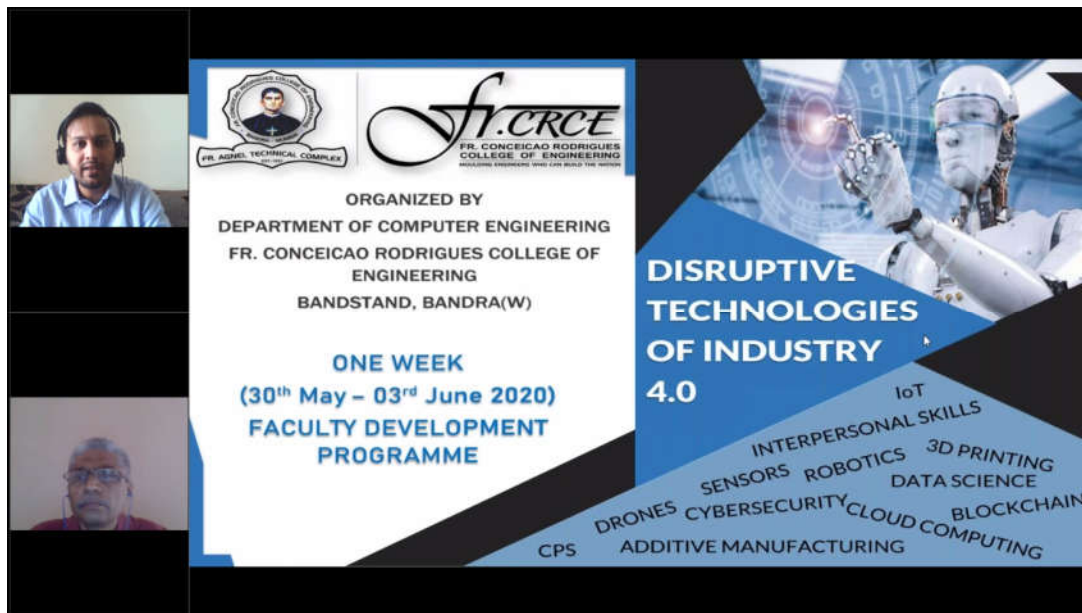 FR. AGNEL TECHNICAL COMPLEX
fr.CRCE
FR. CONCEICAO RODRIGUES
COLLEGE OF ENGINEERING
MOULDING ENGINEERS WHO CAN BUILD THE NATION
ORGANIZED BY
DEPARTMENT OF COMPUTER ENGINEERING
FR. CONCEICAO RODRIGUES COLLEGE OF
ENGINEERING
BANDSTAND, BANDRA(W)
ONE WEEK
(30th May – 03rd June 2020)
FACULTY DEVELOPMENT
PROGRAMME
DISRUPTIVE
TECHNOLOGIES
OF INDUSTRY
4.0
IoT
INTERPERSONAL SKILLS
3D PRINTING
SENSORS
ROBOTICS
DATA SCIENCE
DRONES
CYBERSECURITY
CLOUD COMPUTING
BLOCKCHAIN
CPS
ADDITIVE MANUFACTURING